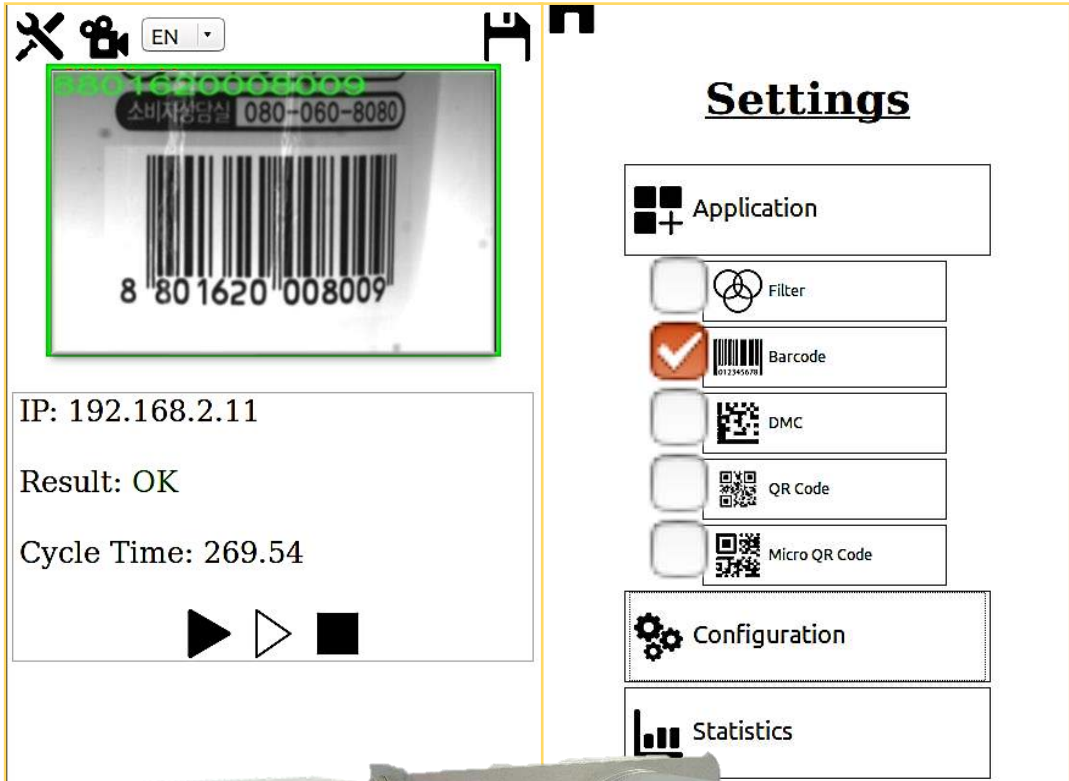 EN
8801620008009
소비자상담실 080-060-8080
8 801620 008009
IP: 192.168.2.11
Result: OK
Cycle Time: 269.54
Settings
Application
Filter
Barcode
012345678
DMC
QR Code
Micro QR Code
Configuration
Statistics